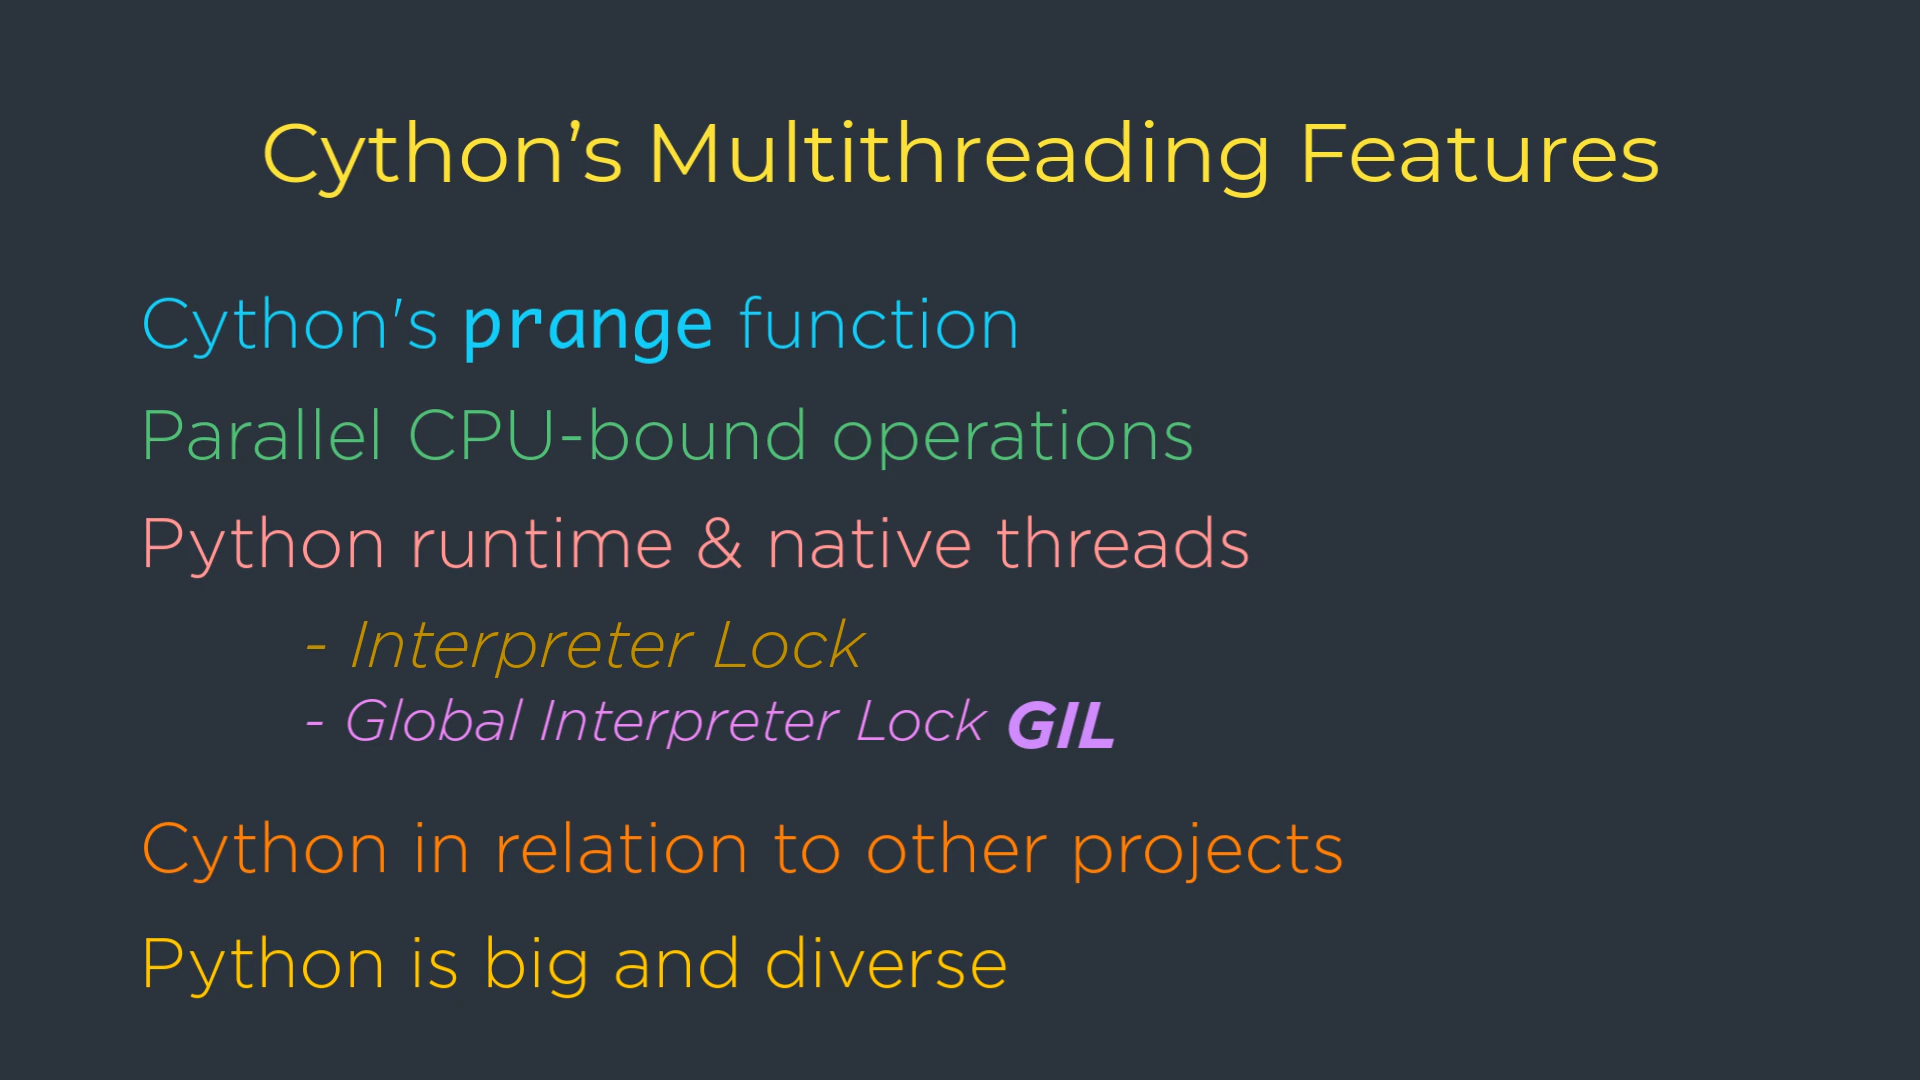 Cython’s Multithreading Features
Cython's prange function
Parallel CPU-bound operations
Python runtime & native threads
- Interpreter Lock
- Global Interpreter Lock GIL
Cython in relation to other projects
Python is big and diverse